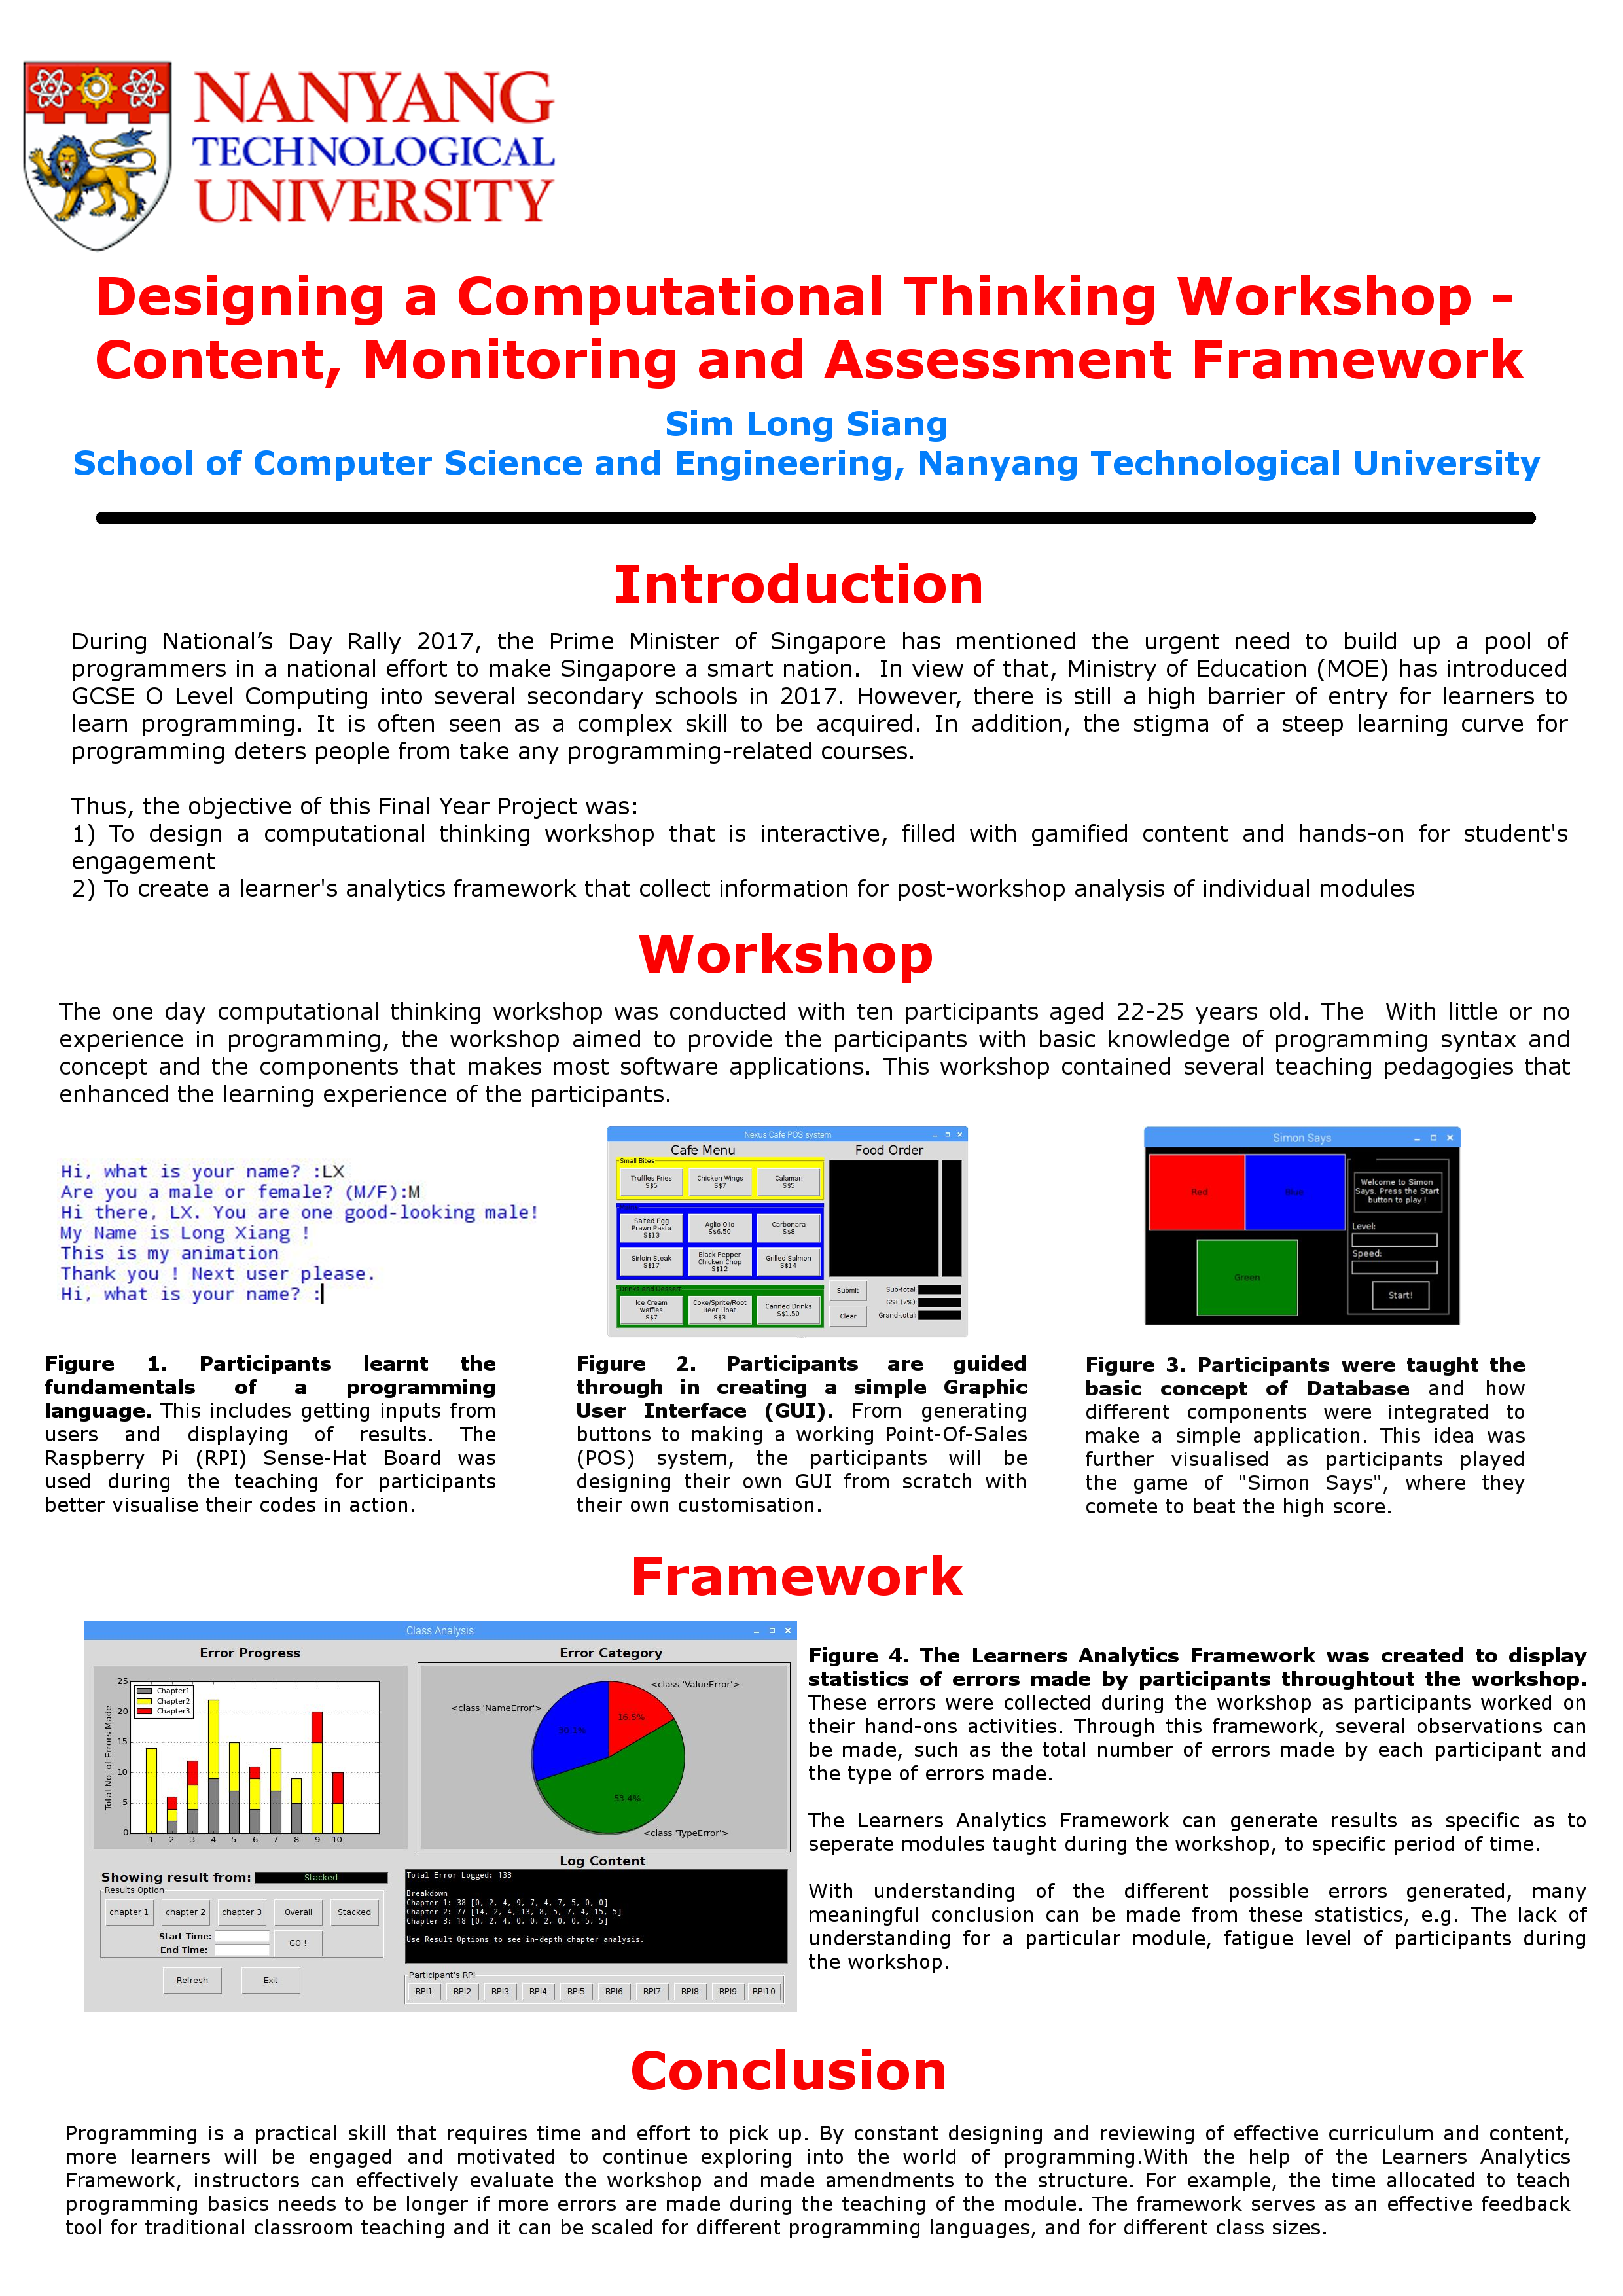 NANYANG
TECHNOLOGICAL
UNIVERSITY
Designing a Computational Thinking Workshop -
Content, Monitoring and Assessment Framework
Sim Long Siang
School of Computer Science and Engineering, Nanyang Technological University
Introduction
During National’s Day Rally 2017, the Prime Minister of Singapore has mentioned the urgent need to build up a pool of
programmers in a national effort to make Singapore a smart nation.  In view of that, Ministry of Education (MOE) has introduced
GCSE O Level Computing into several secondary schools in 2017. However, there is still a high barrier of entry for learners to
learn programming. It is often seen as a complex skill to be acquired. In addition, the stigma of a steep learning curve for
programming deters people from take any programming-related courses.
Thus, the objective of this Final Year Project was:
1) To design a computational thinking workshop that is interactive, filled with gamified content and hands-on for student's
engagement
2) To create a learner's analytics framework that collect information for post-workshop analysis of individual modules
Workshop
The one day computational thinking workshop was conducted with ten participants aged 22-25 years old. The  With little or no
experience in programming, the workshop aimed to provide the participants with basic knowledge of programming syntax and
concept and the components that makes most software applications. This workshop contained several teaching pedagogies that
enhanced the learning experience of the participants.
Hi, what is your name? :LX
Are you a male or female? (M/F):M
Hi there, LX. You are one good-looking male!
My Name is Long Xiang !
This is my animation
Thank you ! Next user please.
Hi, what is your name? :
Nexus Cafe POS system
Cafe Menu
Food Order
Small Bites
Truffles Fries
S$5
Chicken Wings
S$7
Calamari
S$5
Salted Egg
Prawn Pasta
S$13
Aglio Olio
S$6.50
Carbonara
S$8
Sirloin Steak
S$17
Black Pepper
Chicken Chop
S$12
Grilled Salmon
S$14
Drinks and Dessert
Ice Cream
Waffles
S$7
Coke/Sprite/Root
Beer Float
S$3
Canned Drinks
S$1.50
Submit
Clear
Sub-total:
GST (7%):
Grand-total:
Simon Says
Red
Blue
Green
Welcome to Simon
Says. Press the Start
button to play !
Level:
Speed:
Start!
Figure 1. Participants learnt the
fundamentals of a programming
language. This includes getting inputs from
users and displaying of results. The
Raspberry Pi (RPI) Sense-Hat Board was
used during the teaching for participants
better visualise their codes in action.
Figure 2. Participants are guided
through in creating a simple Graphic
User Interface (GUI). From generating
buttons to making a working Point-Of-Sales
(POS) system, the participants will be
designing their own GUI from scratch with
their own customisation.
Figure 3. Participants were taught the
basic concept of Database and how
different components were integrated to
make a simple application. This idea was
further visualised as participants played
the game of "Simon Says", where they
comete to beat the high score.
Framework
Class Analysis
Error Progress
Total No. of Errors Made
25
20
15
10
5
0
Chapter1
Chapter2
Chapter3
1 2 3 4 5 6 7 8 9 10
Error Category
<class 'NameError'>
<class 'ValueError'>
<class 'TypeError'>
30.1%
16.5%
53.4%
Showing result from: Stacked
Results Option
chapter 1
chapter 2
chapter 3
Overall
Stacked
Start Time:
End Time:
GO !
Refresh
Exit
Log Content
Total Error Logged: 133
Breakdown
Chapter 1: 38 [0, 2, 4, 9, 7, 4, 7, 5, 0, 0]
Chapter 2: 77 [14, 2, 4, 13, 8, 5, 7, 4, 15, 5]
Chapter 3: 18 [0, 2, 4, 0, 0, 2, 0, 0, 5, 5]
Use Result Options to see in-depth chapter analysis.
Participant's RPI
RPI1 RPI2 RPI3 RPI4 RPI5 RPI6 RPI7 RPI8 RPI9 RPI10
Figure 4. The Learners Analytics Framework was created to display
statistics of errors made by participants throughtout the workshop.
These errors were collected during the workshop as participants worked on
their hand-ons activities. Through this framework, several observations can
be made, such as the total number of errors made by each participant and
the type of errors made.
The Learners Analytics Framework can generate results as specific as to
seperate modules taught during the workshop, to specific period of time.
With understanding of the different possible errors generated, many
meaningful conclusion can be made from these statistics, e.g. The lack of
understanding for a particular module, fatigue level of participants during
the workshop.
Conclusion
Programming is a practical skill that requires time and effort to pick up. By constant designing and reviewing of effective curriculum and content,
more learners will be engaged and motivated to continue exploring into the world of programming.With the help of the Learners Analytics
Framework, instructors can effectively evaluate the workshop and made amendments to the structure. For example, the time allocated to teach
programming basics needs to be longer if more errors are made during the teaching of the module. The framework serves as an effective feedback
tool for traditional classroom teaching and it can be scaled for different programming languages, and for different class sizes.